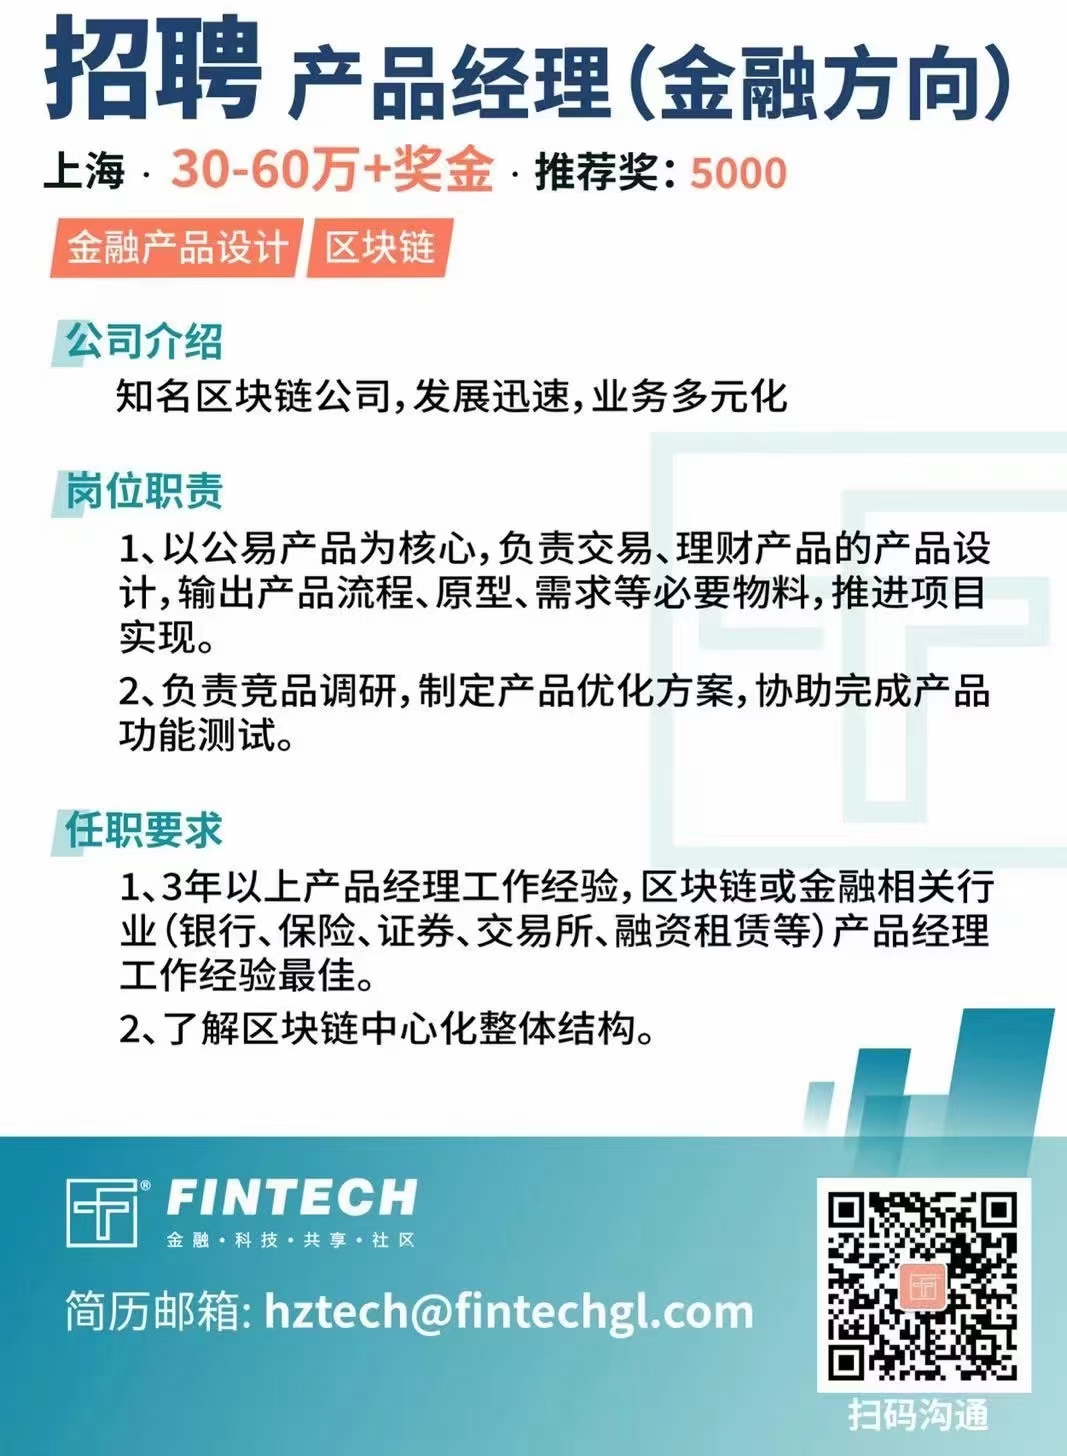 招聘 产品经理（金融方向）
上海 · 30-60万+奖金 · 推荐奖：5000
金融产品设计 区块链
公司介绍
知名区块链公司，发展迅速，业务多元化
岗位职责
1、以公易产品为核心，负责交易、理财产品的产品设
计，输出产品流程、原型、需求等必要物料，推进项目
实现。
2、负责竞品调研，制定产品优化方案，协助完成产品
功能测试。
任职要求
1、3年以上产品经理工作经验，区块链或金融相关行
业（银行、保险、证券、交易所、融资租赁等）产品经理
工作经验最佳。
2、了解区块链中心化整体结构。
® FINTECH
金融·科技·共享·社区
简历邮箱: hztech@fintechgl.com
扫码沟通